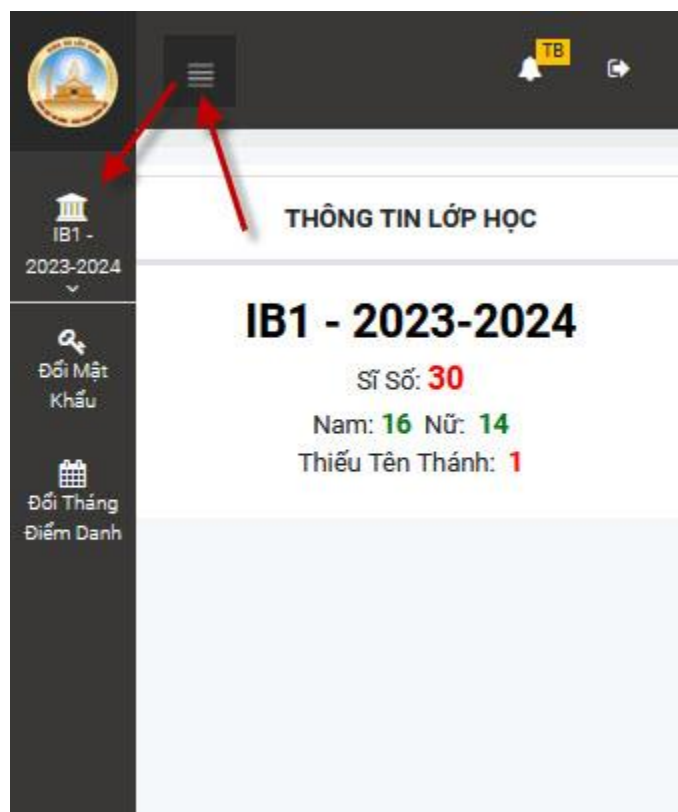 TB
IB1 -
2023-2024
Đổi Mật
Khẩu
Đổi Tháng
Điểm Danh
THÔNG TIN LỚP HỌC
IB1 - 2023-2024
Sĩ Số: 30
Nam: 16 Nữ: 14
Thiếu Tên Thánh: 1